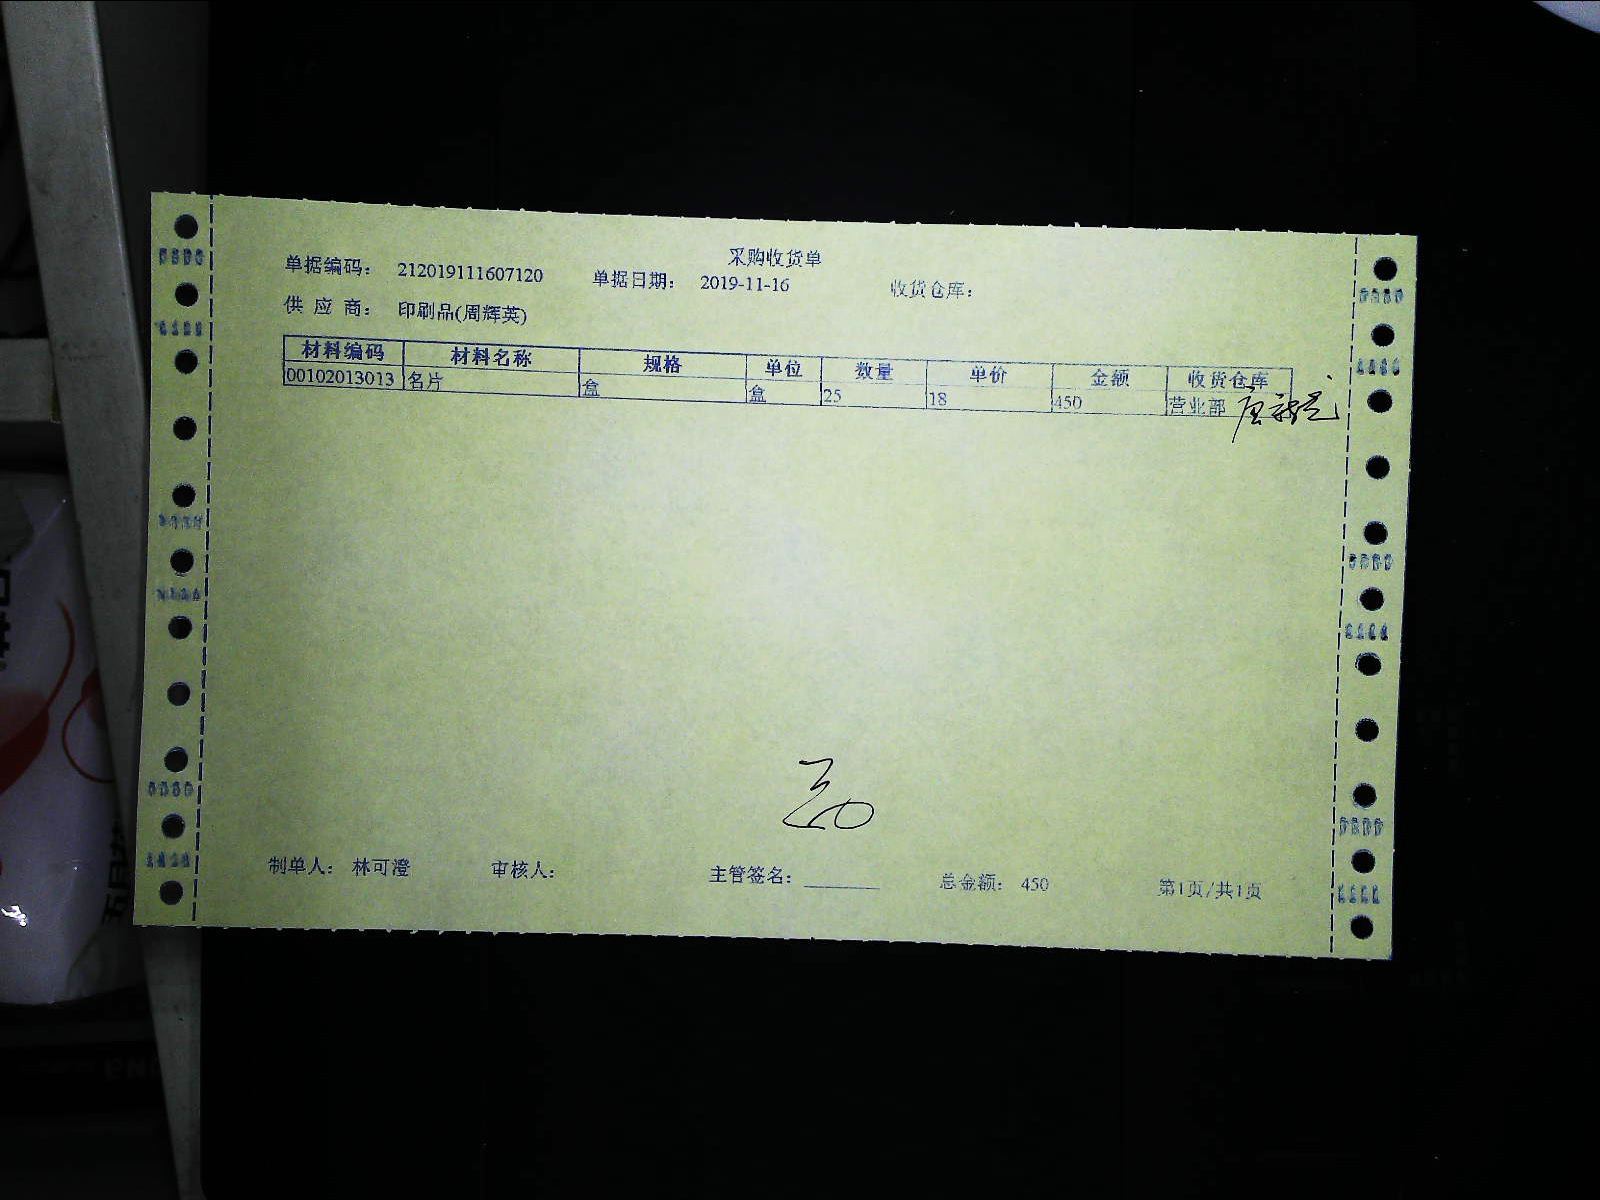 采购收货单
单据编码： 212019111607120 单据日期： 2019-11-16 收货仓库：
供 应 商： 印刷品(周辉英)
材料编码 材料名称 规格 单位 数量 单价 金额 收货仓库
00102013013 名片 盒 盒 25 18 450 营业部
制单人： 林可澄 审核人： 主管签名： ________ 总金额： 450 第1页/共1页